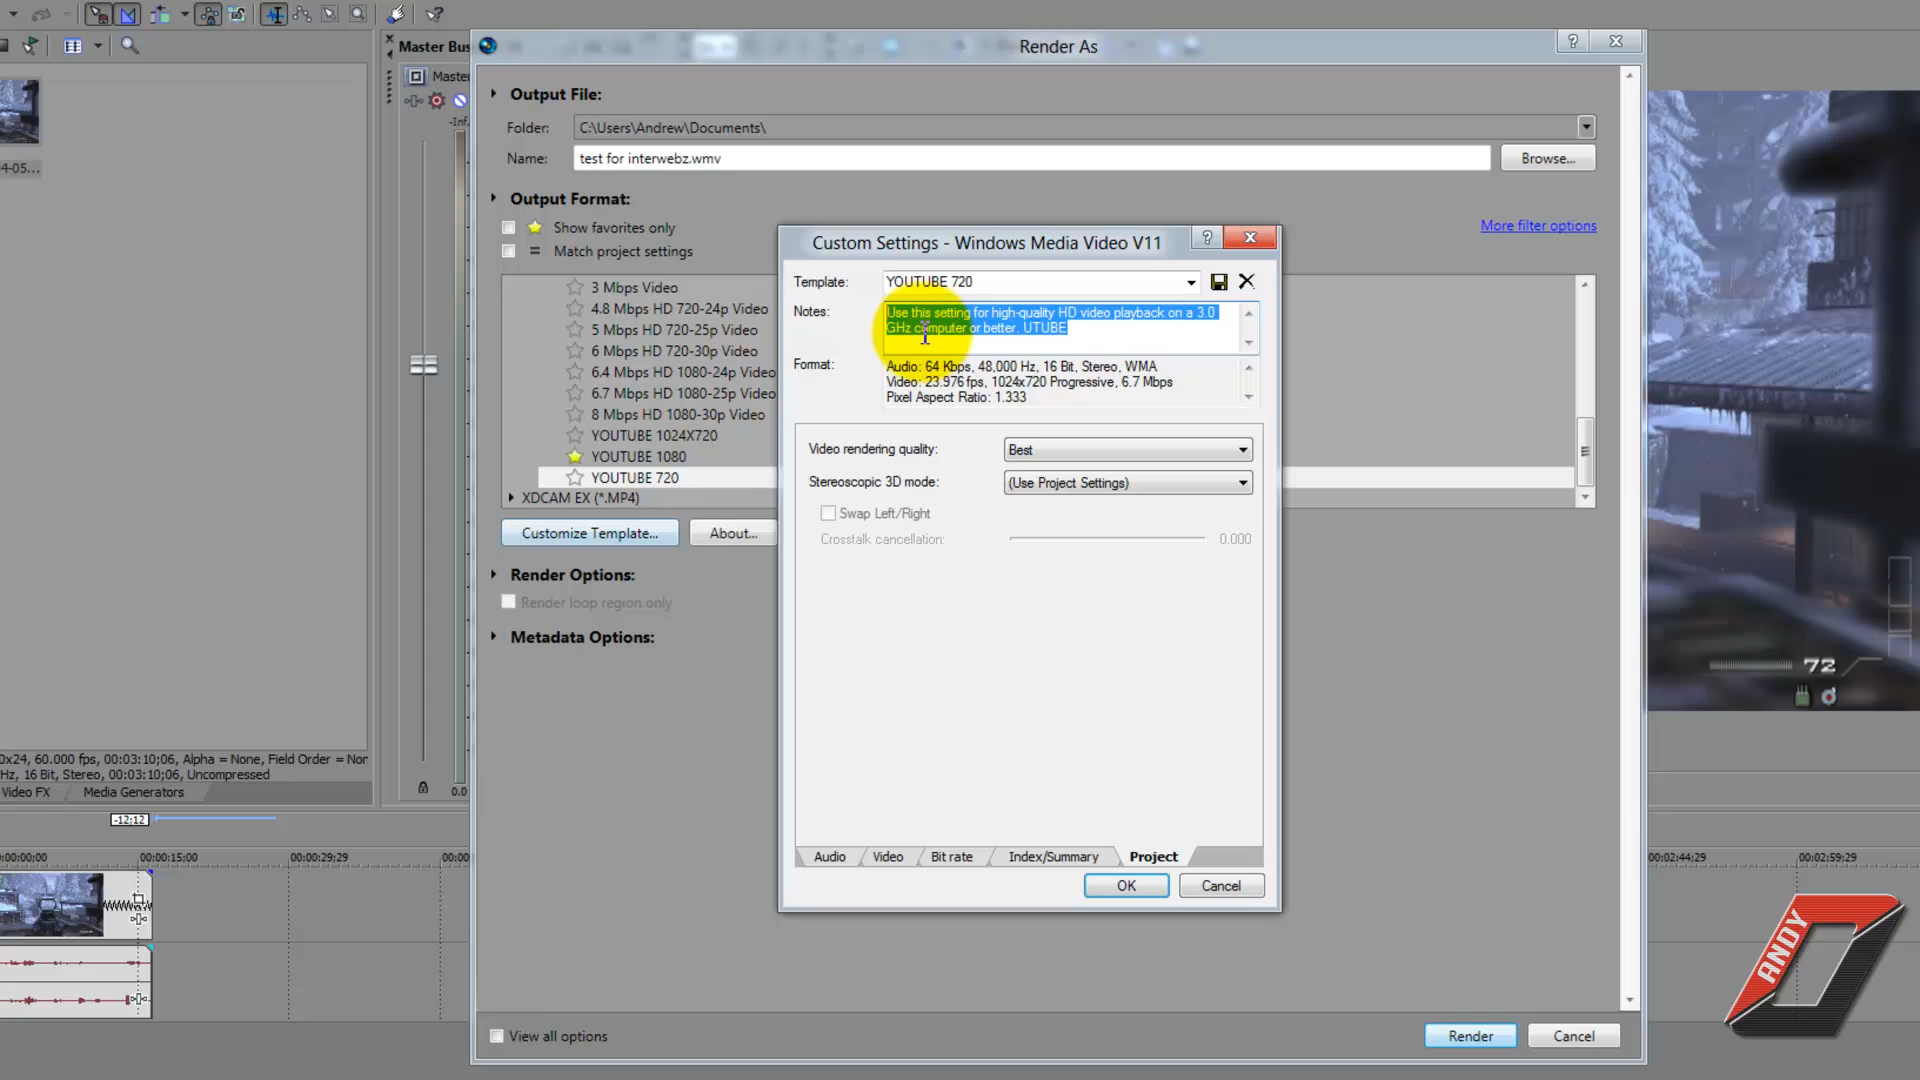 Master Bus
Master
-Inf.
4-05...
0x24, 60.000 fps, 00:03:10;06, Alpha = None, Field Order = Non
Hz, 16 Bit, Stereo, 00:03:10;06, Uncompressed
Video FX
Media Generators
0.0
-12:12
00:00:00;00
00:00:15;00
00:00:29;29
00:00
Render As
Output File:
Folder:
C:\Users\Andrew\Documents\
Name:
test for interwebz.wmv
Browse...
Output Format:
Show favorites only
More filter options
Match project settings
3 Mbps Video
4.8 Mbps HD 720-24p Video
5 Mbps HD 720-25p Video
6 Mbps HD 720-30p Video
6.4 Mbps HD 1080-24p Video
6.7 Mbps HD 1080-25p Video
8 Mbps HD 1080-30p Video
YOUTUBE 1024X720
YOUTUBE 1080
YOUTUBE 720
XDCAM EX (*.MP4)
Customize Template...
About...
Render Options:
Render loop region only
Metadata Options:
View all options
Render
Cancel
Custom Settings - Windows Media Video V11
Template:
YOUTUBE 720
Notes:
Use this setting for high-quality HD video playback on a 3.0
GHz computer or better. UTUBE
Format:
Audio: 64 Kbps, 48,000 Hz, 16 Bit, Stereo, WMA
Video: 23.976 fps, 1024x720 Progressive, 6.7 Mbps
Pixel Aspect Ratio: 1.333
Video rendering quality:
Best
Stereoscopic 3D mode:
(Use Project Settings)
Swap Left/Right
Crosstalk cancellation:
0.000
Audio
Video
Bit rate
Index/Summary
Project
OK
Cancel
72
00:02:44;29
00:02:59;29
ANDY